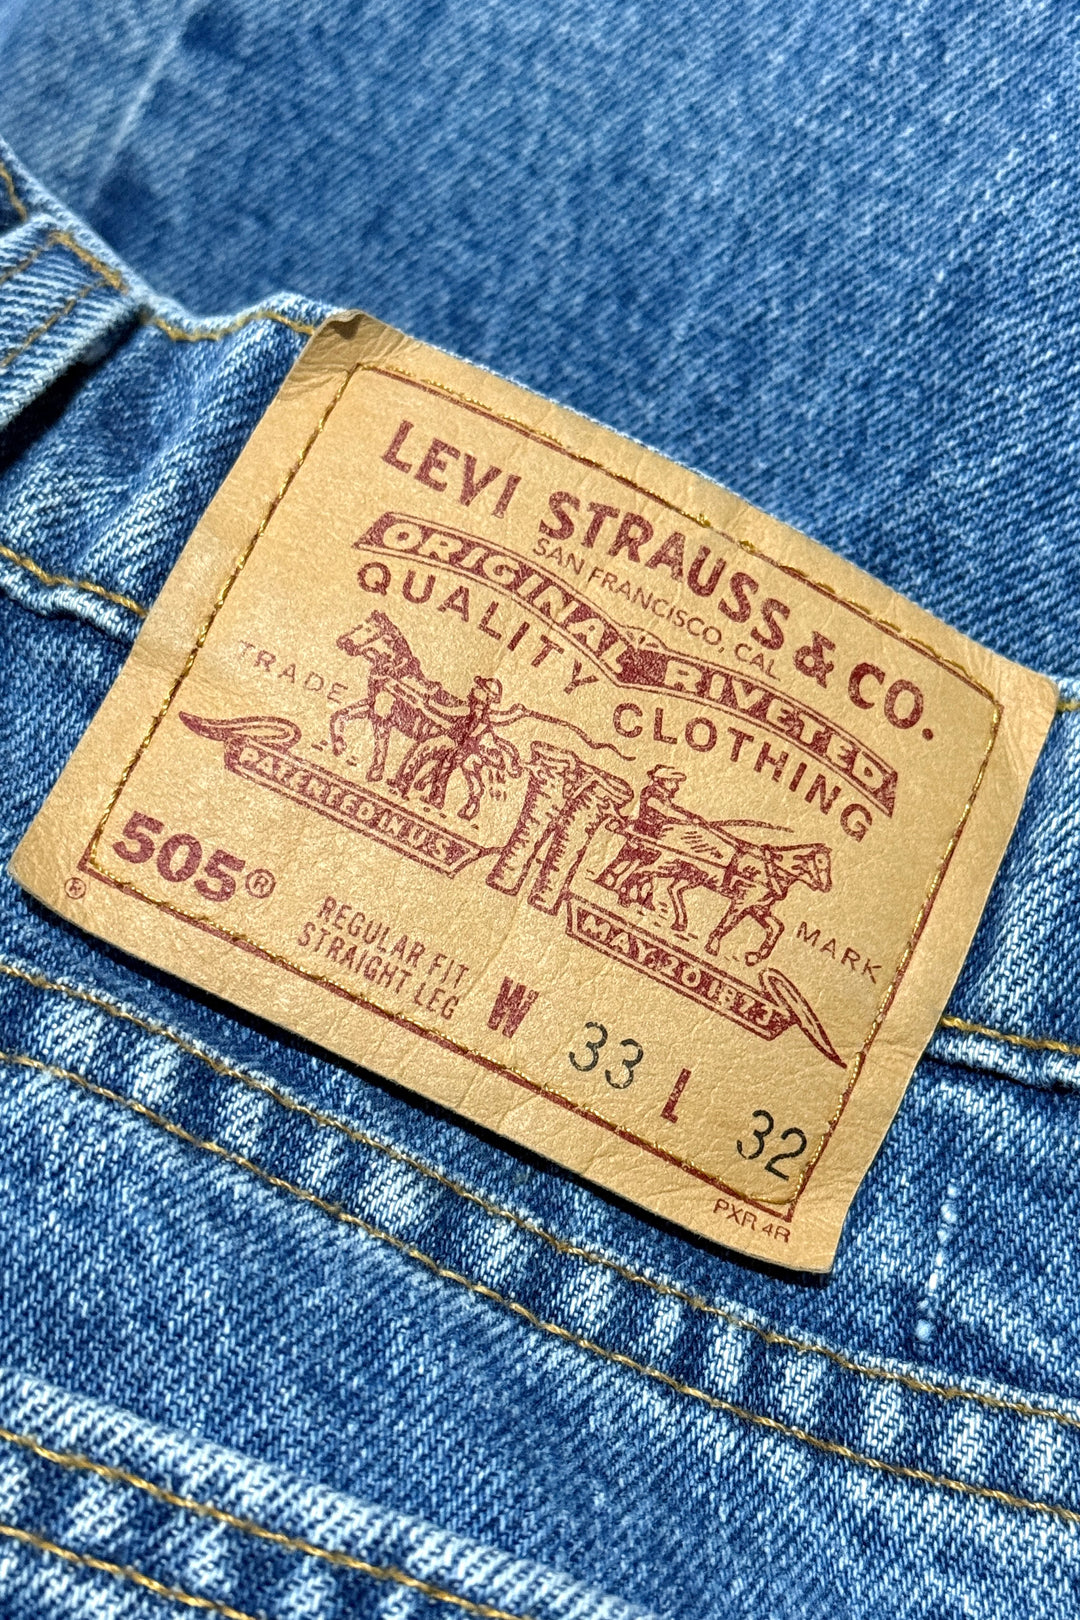 LEVI STRAUSS & CO.
SAN FRANCISCO, CAL
ORIGINAL RIVETED
QUALITY CLOTHING
TRADE MARK
PATENTED IN U.S.
MAY 20 1873
505®
REGULAR FIT
STRAIGHT LEG
W 33 L 32
®
PXR 4R